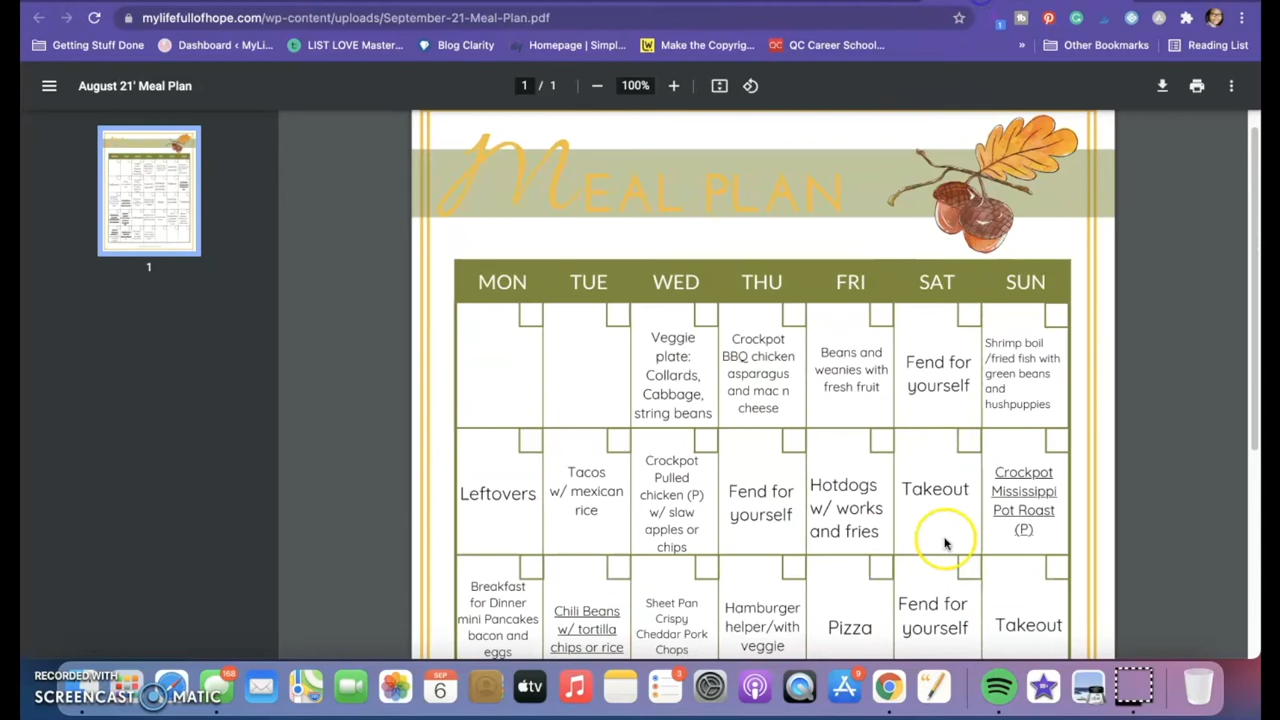 mylifefullofhope.com/wp-content/uploads/September-21-Meal-Plan.pdf
Getting Stuff Done
Dashboard ‹ MyLi...
LIST LOVE Master...
Blog Clarity
Homepage | Simpl...
Make the Copyrig...
QC Career School...
»
Other Bookmarks
Reading List
August 21' Meal Plan
1 / 1
100%
1
MEAL PLAN
MON TUE WED THU FRI SAT SUN
Veggie
plate:
Collards,
Cabbage,
string beans
Crockpot
BBQ chicken
asparagus
and mac n
cheese
Beans and
weanies with
fresh fruit
Fend for
yourself
Shrimp boil
/fried fish with
green beans
and
hushpuppies
Leftovers
Tacos
w/ mexican
rice
Crockpot
Pulled
chicken (P)
w/ slaw
apples or
chips
Fend for
yourself
Hotdogs
w/ works
and fries
Takeout
Crockpot
Mississippi
Pot Roast
(P)
Breakfast
for Dinner
mini Pancakes
bacon and
eggs
Chili Beans
w/ tortilla
chips or rice
Sheet Pan
Crispy
Cheddar Pork
Chops
Hamburger
helper/with
veggie
Pizza
Fend for
yourself
Takeout
RECORDED WITH
SCREENCAST MATIC
168
SEP
6
tv
3
9